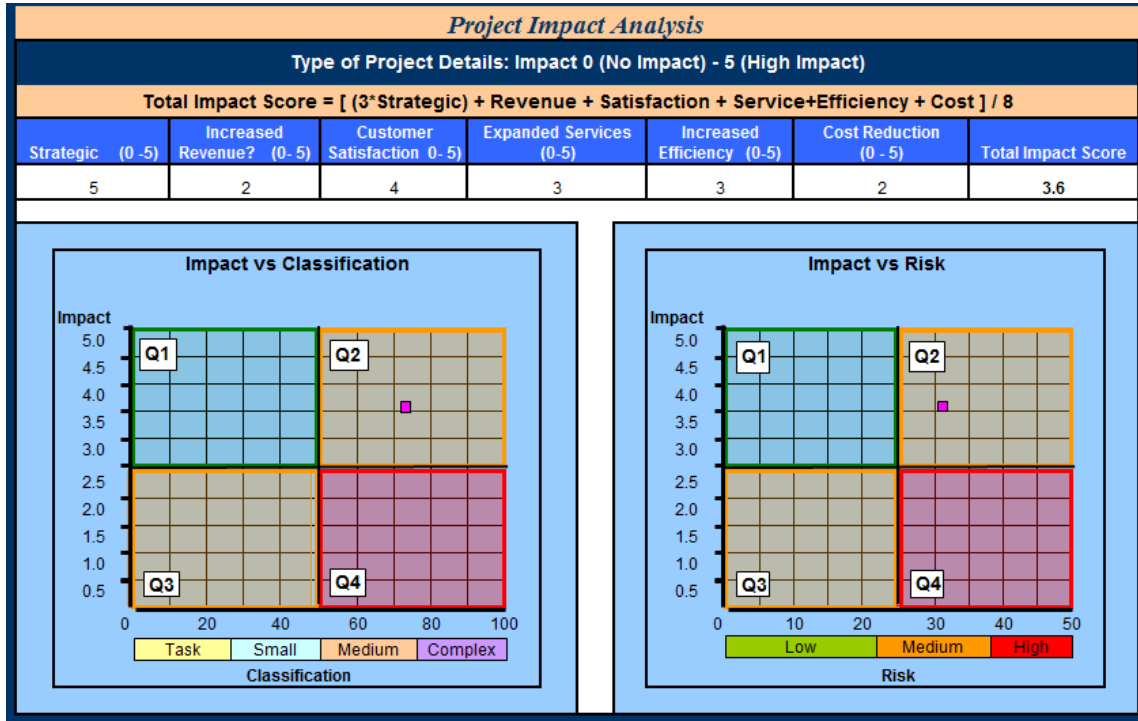 Project Impact Analysis
Type of Project Details: Impact 0 (No Impact) - 5 (High Impact)
Total Impact Score = [ (3*Strategic) + Revenue + Satisfaction + Service+Efficiency + Cost ] / 8
Strategic (0 -5)
Increased
Revenue? (0- 5)
Customer
Satisfaction 0- 5)
Expanded Services
(0-5)
Increased
Efficiency (0-5)
Cost Reduction
(0 - 5)
Total Impact Score
5 2 4 3 3 2 3.6
Impact vs Classification
Impact
5.0
4.5
4.0
3.5
3.0
2.5
2.0
1.5
1.0
0.5
Q1 Q2
Q3 Q4
0 20 40 60 80 100
Task Small Medium Complex
Classification
Impact vs Risk
Impact
5.0
4.5
4.0
3.5
3.0
2.5
2.0
1.5
1.0
0.5
Q1 Q2
Q3 Q4
0 10 20 30 40 50
Low Medium High
Risk